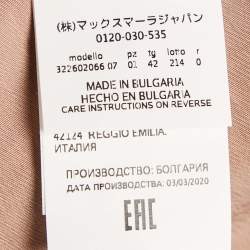 (株)マックスマーラジャパン
0120-030-535
modello pz tg lotto r
322602066 07 01 42 214 0
MADE IN BULGARIA
HECHO EN BULGARIA
CARE INSTRUCTIONS ON REVERSE
42124 REGGIO EMILIA.
ИТАЛИЯ
ПРОИЗВОДСТВО: БОЛГАРИЯ
ДАТА ПРОИЗВОДСТВА: 03/03/2020
EAC